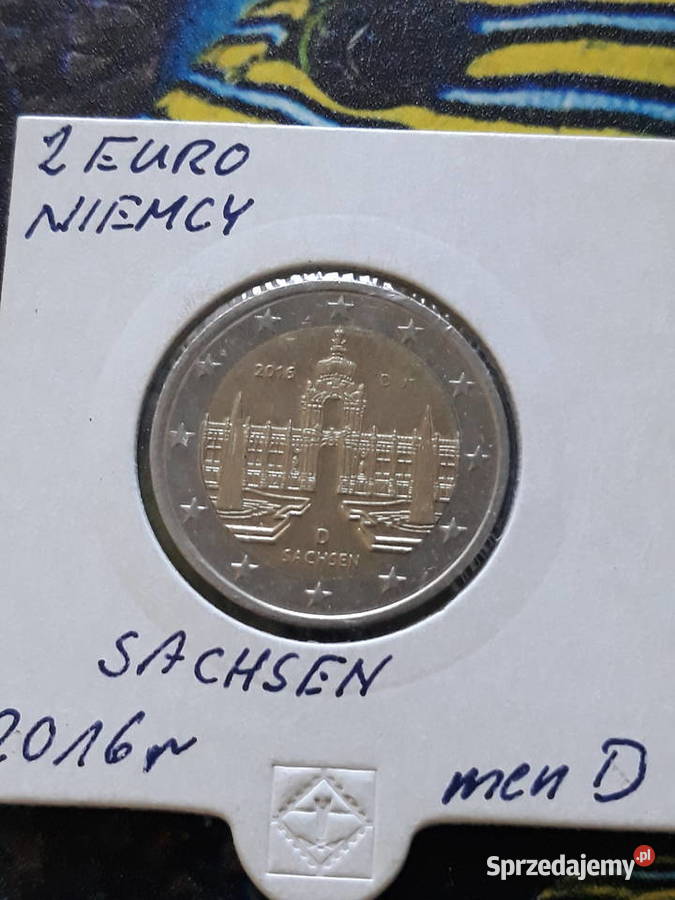 2 EURO
NIEMCY
2016 D
D
SACHSEN
SACHSEN
2016r
men D
Sprzedajemy.pl